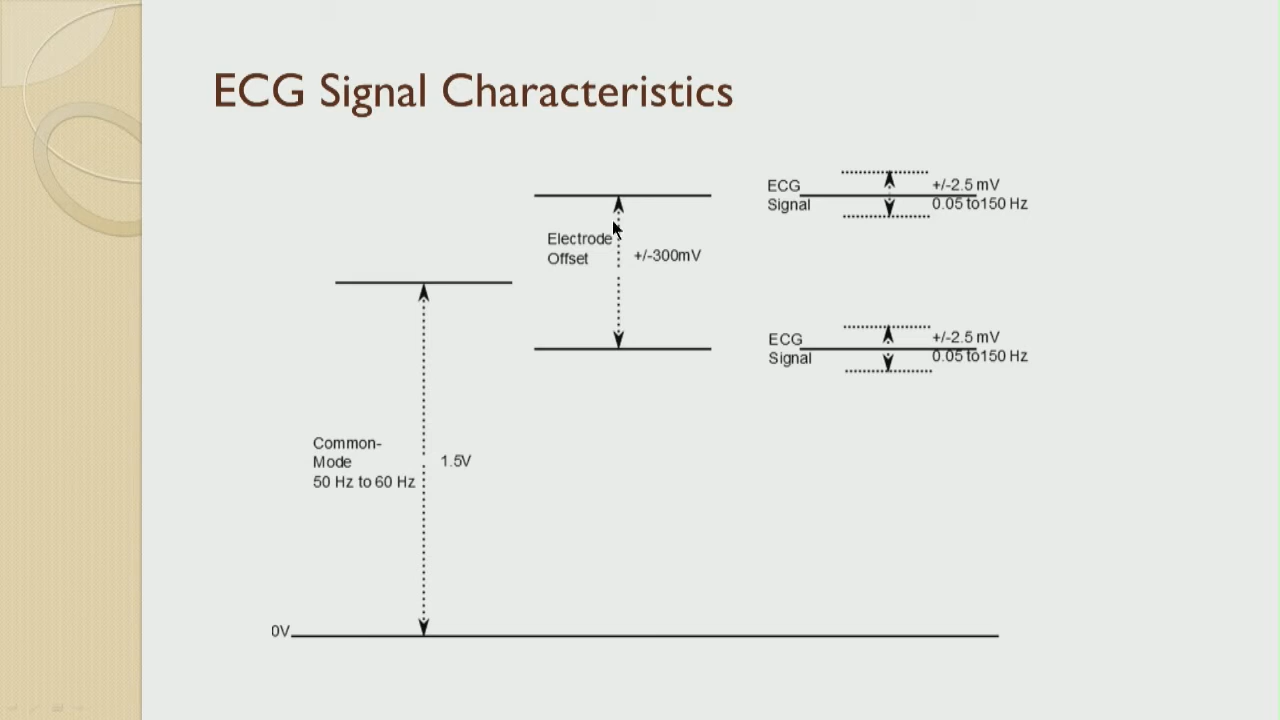 ECG Signal Characteristics
ECG
Signal
+/-2.5 mV
0.05 to150 Hz
Electrode
Offset
+/-300mV
ECG
Signal
+/-2.5 mV
0.05 to150 Hz
Common-
Mode
50 Hz to 60 Hz
1.5V
0V